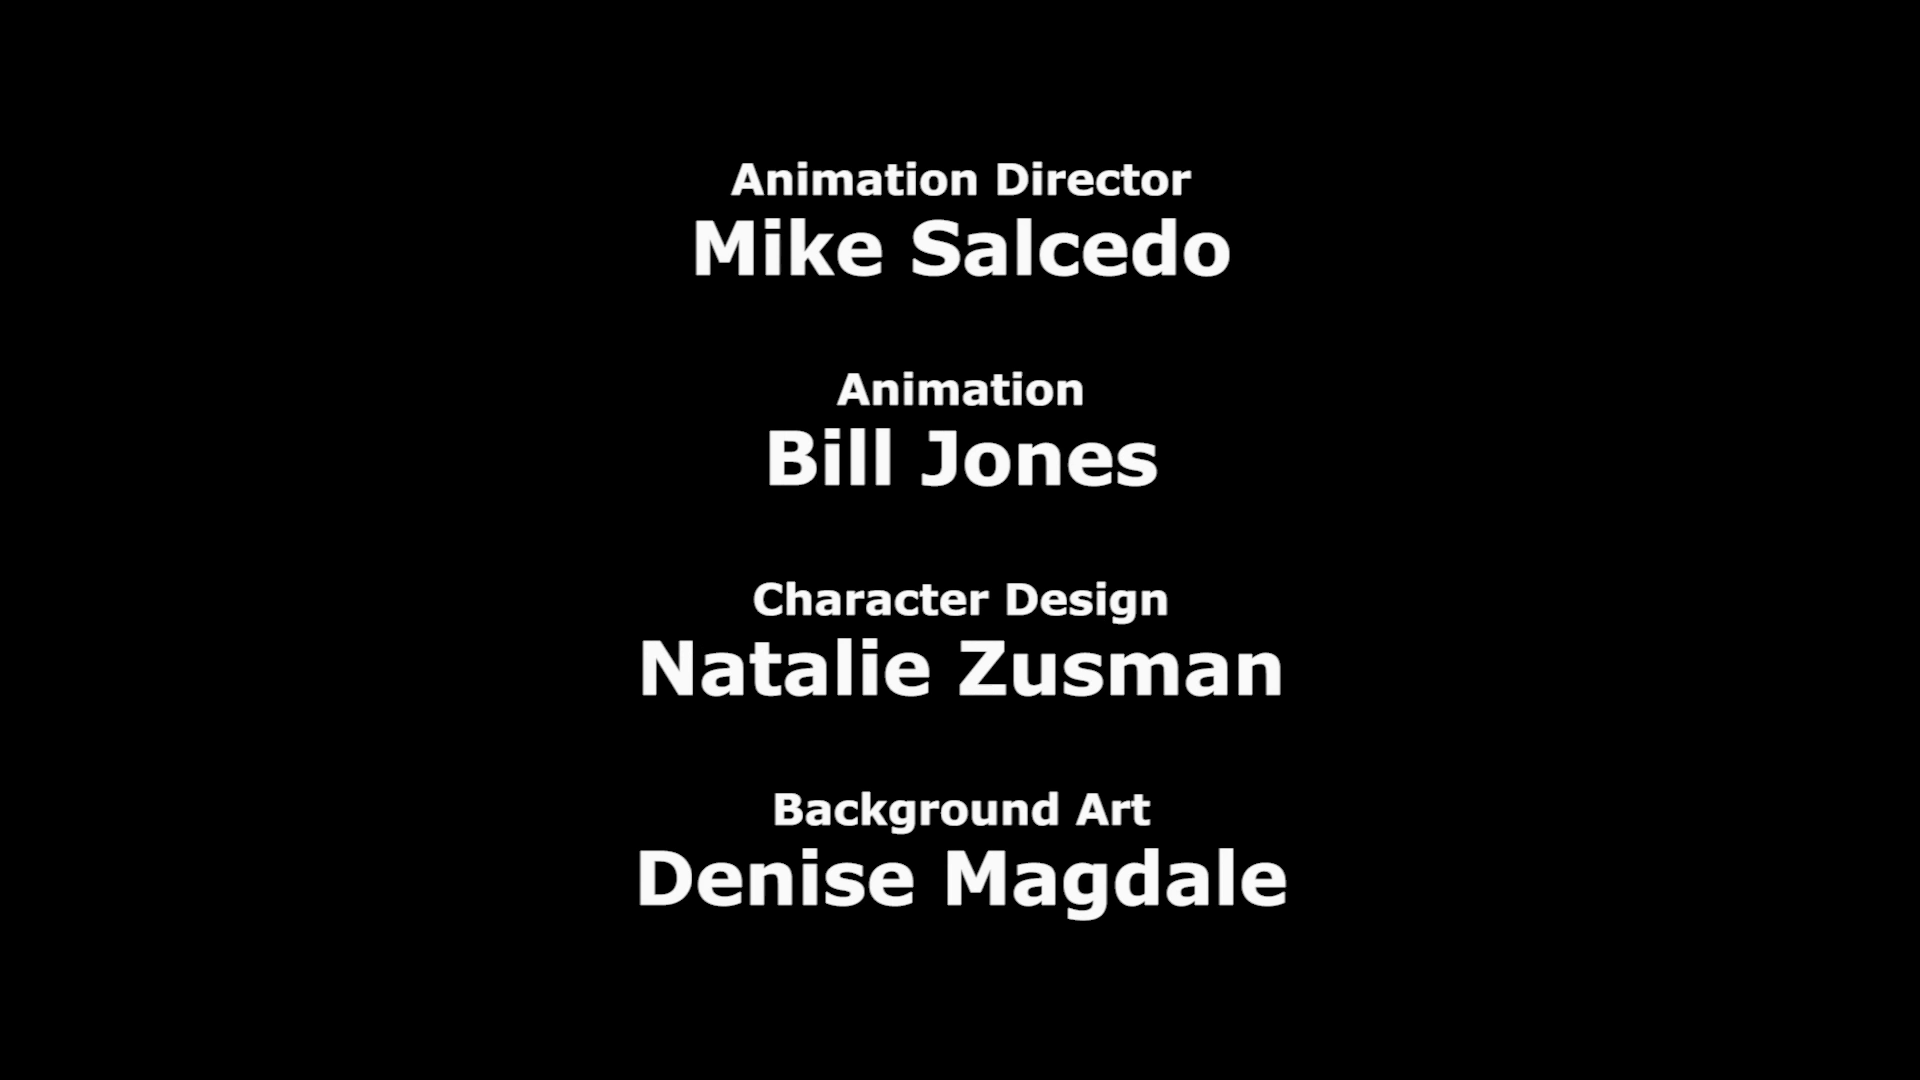 Animation Director
Mike Salcedo
Animation
Bill Jones
Character Design
Natalie Zusman
Background Art
Denise Magdale